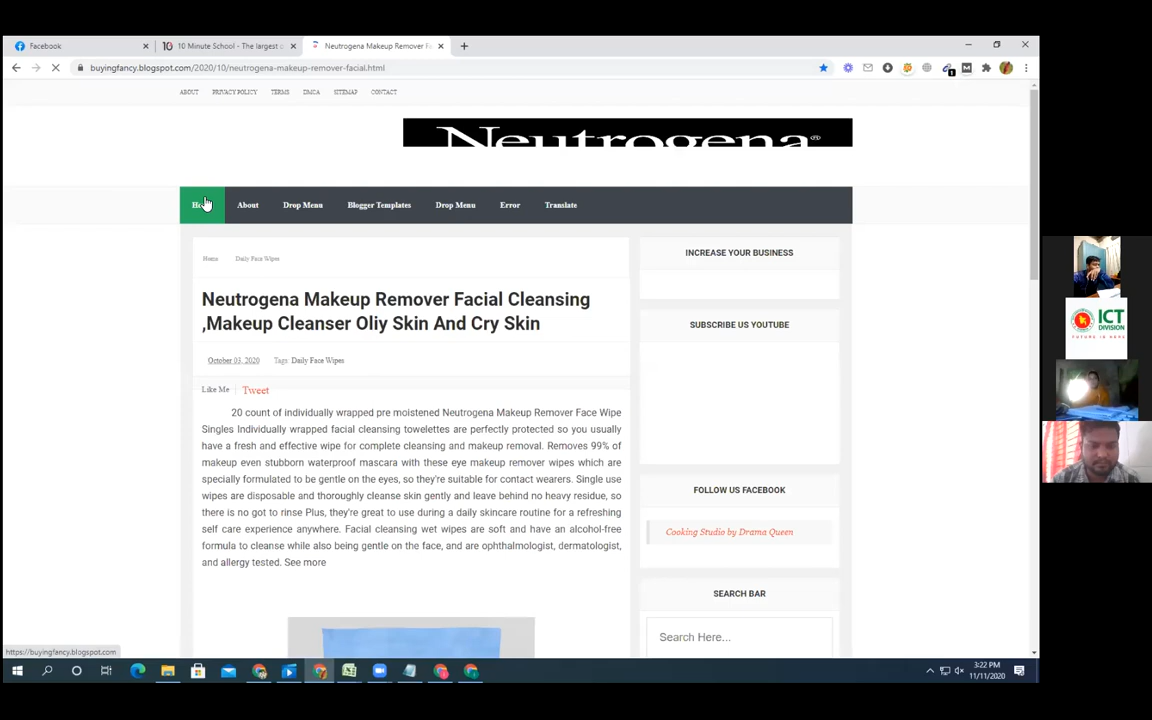 Facebook
10 Minute School - The largest
Neutrogena Makeup Remover F
buyingfancy.blogspot.com/2020/10/neutrogena-makeup-remover-facial.html
ABOUT PRIVACY POLICY TERMS DMCA SITEMAP CONTACT
Neutrogena®
About Drop Menu Blogger Templates Drop Menu Error Translate
Home Daily Face Wipes
Neutrogena Makeup Remover Facial Cleansing
,Makeup Cleanser Oliy Skin And Cry Skin
October 03, 2020 Tags: Daily Face Wipes
Like Me Tweet
20 count of individually wrapped pre moistened Neutrogena Makeup Remover Face Wipe
Singles Individually wrapped facial cleansing towelettes are perfectly protected so you usually
have a fresh and effective wipe for complete cleansing and makeup removal. Removes 99% of
makeup even stubborn waterproof mascara with these eye makeup remover wipes which are
specially formulated to be gentle on the eyes, so they're suitable for contact wearers. Single use
wipes are disposable and thoroughly cleanse skin gently and leave behind no heavy residue, so
there is no got to rinse Plus, they're great to use during a daily skincare routine for a refreshing
self care experience anywhere. Facial cleansing wet wipes are soft and have an alcohol-free
formula to cleanse while also being gentle on the face, and are ophthalmologist, dermatologist,
and allergy tested. See more
INCREASE YOUR BUSINESS
SUBSCRIBE US YOUTUBE
FOLLOW US FACEBOOK
Cooking Studio by Drama Queen
SEARCH BAR
Search Here...
https://buyingfancy.blogspot.com
3:22 PM
11/11/2020
ICT
DIVISION
FUTURE IS HERE